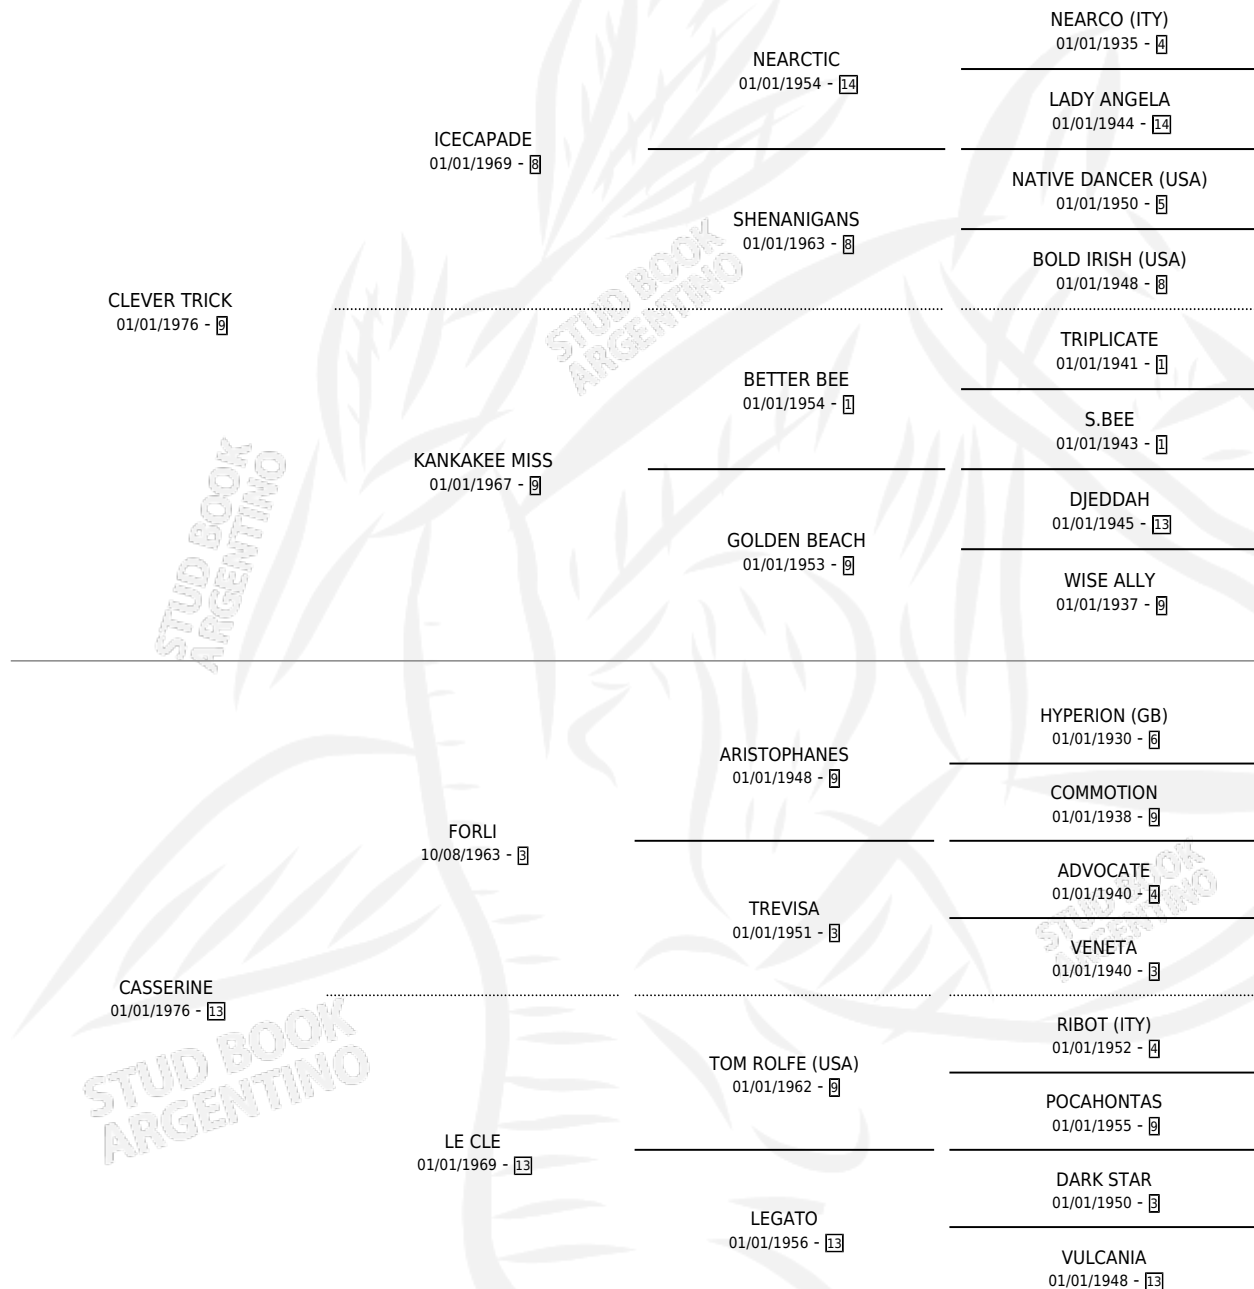 NEARCO (ITY)
01/01/1935 - 4
NEARCTIC
01/01/1954 - 14
LADY ANGELA
01/01/1944 - 14
ICECAPADE
01/01/1969 - 8
NATIVE DANCER (USA)
01/01/1950 - 5
SHENANIGANS
01/01/1963 - 8
BOLD IRISH (USA)
01/01/1948 - 8
CLEVER TRICK
01/01/1976 - 9
TRIPLICATE
01/01/1941 - 1
BETTER BEE
01/01/1954 - 1
S.BEE
01/01/1943 - 1
KANKAKEE MISS
01/01/1967 - 9
DJEDDAH
01/01/1945 - 13
GOLDEN BEACH
01/01/1953 - 9
WISE ALLY
01/01/1937 - 9
HYPERION (GB)
01/01/1930 - 6
ARISTOPHANES
01/01/1948 - 9
COMMOTION
01/01/1938 - 9
FORLI
10/08/1963 - 3
ADVOCATE
01/01/1940 - 4
TREVISA
01/01/1951 - 3
VENETA
01/01/1940 - 3
CASSERINE
01/01/1976 - 13
RIBOT (ITY)
01/01/1952 - 4
TOM ROLFE (USA)
01/01/1962 - 9
POCAHONTAS
01/01/1955 - 9
LE CLE
01/01/1969 - 13
DARK STAR
01/01/1950 - 3
LEGATO
01/01/1956 - 13
VULCANIA
01/01/1948 - 13
STUD BOOK
ARGENTINO
STUD BOOK
ARGENTINO
STUD BOOK
ARGENTINO
STUD BOOK
ARGENTINO